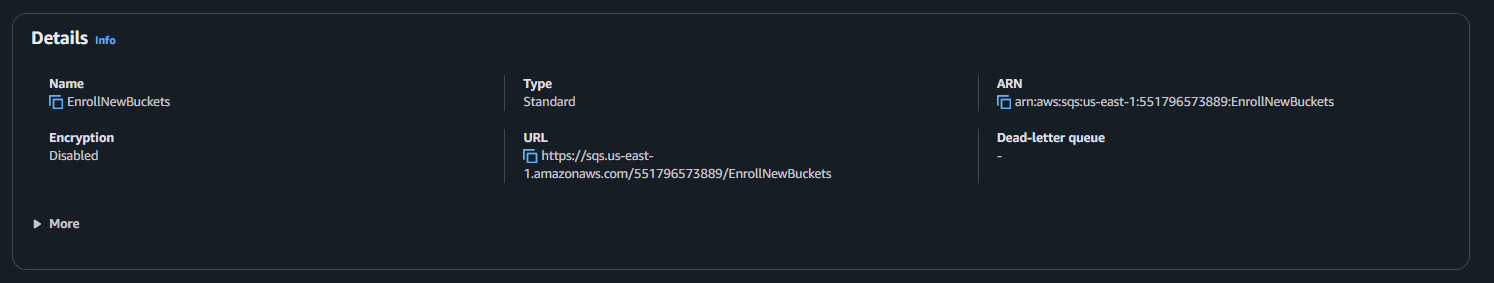 Details Info
Name
EnrollNewBuckets
Type
Standard
ARN
arn:aws:sqs:us-east-1:551796573889:EnrollNewBuckets
Encryption
Disabled
URL
https://sqs.us-east-
1.amazonaws.com/551796573889/EnrollNewBuckets
Dead-letter queue
-
More